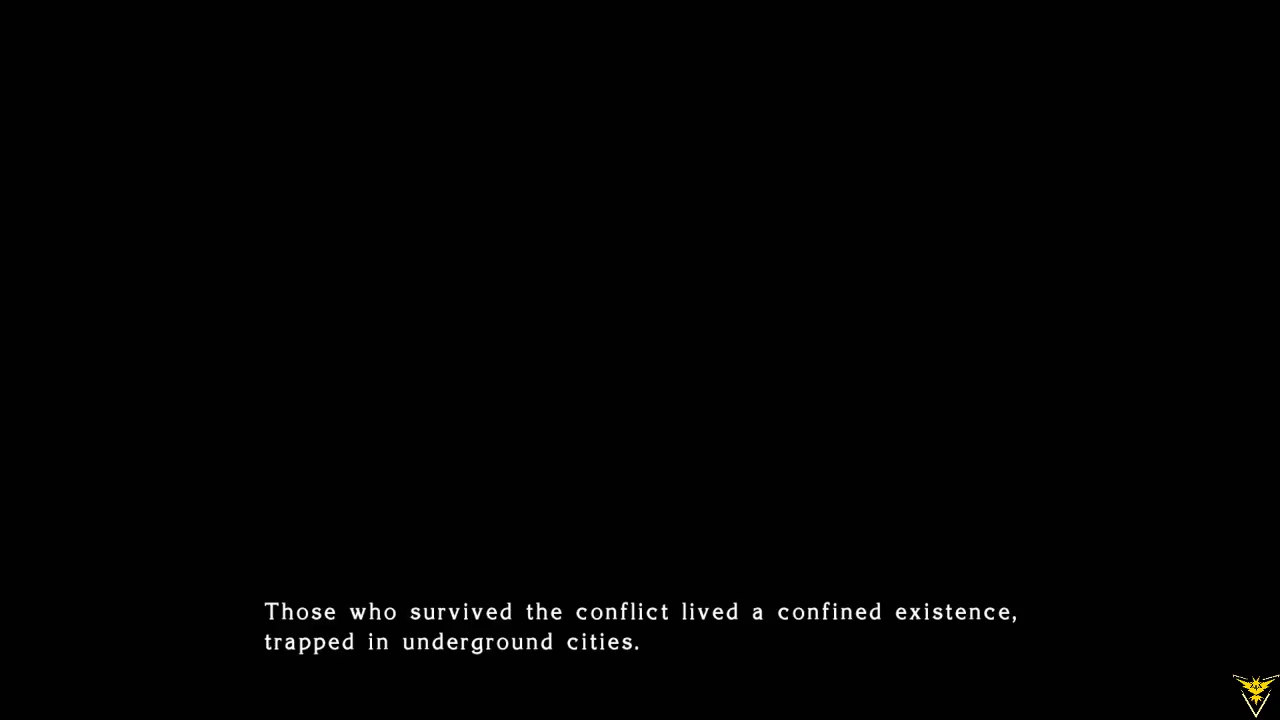 Those who survived the conflict lived a confined existence,
trapped in underground cities.